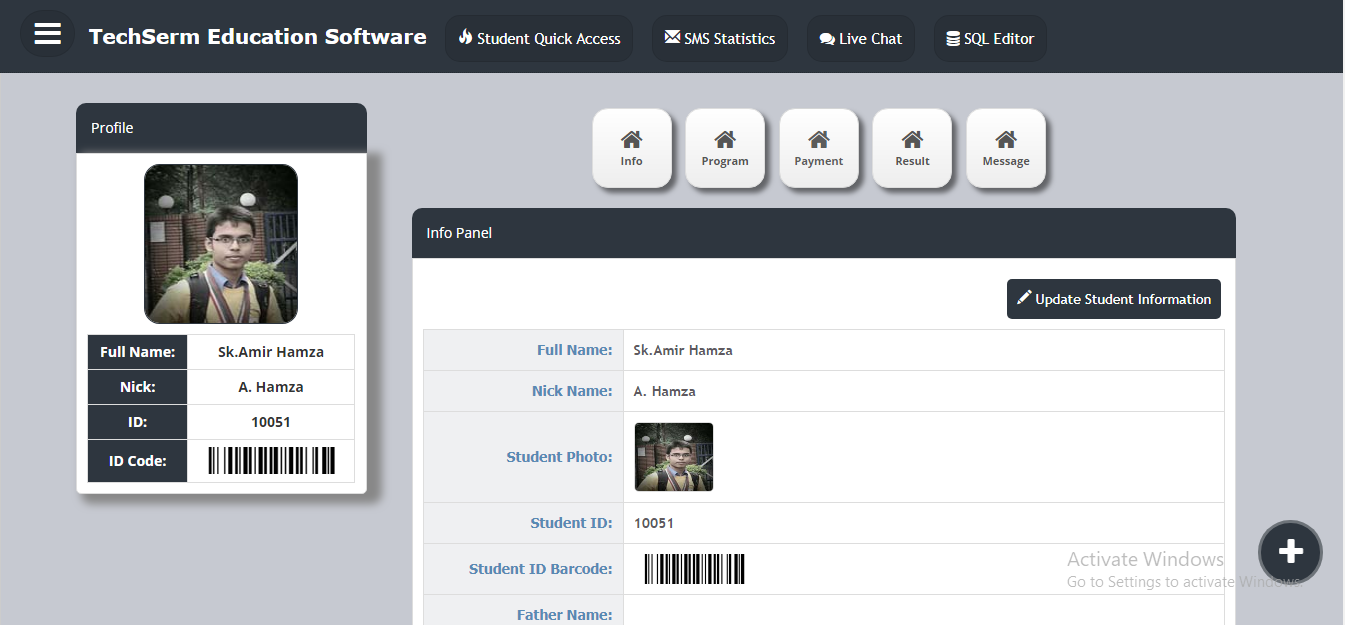 TechSerm Education Software
Student Quick Access
SMS Statistics
Live Chat
SQL Editor
Profile
Full Name: Sk.Amir Hamza
Nick: A. Hamza
ID: 10051
ID Code:
Info
Program
Payment
Result
Message
Info Panel
Update Student Information
Full Name: Sk.Amir Hamza
Nick Name: A. Hamza
Student Photo:
Student ID: 10051
Student ID Barcode:
Father Name:
Activate Windows
Go to Settings to activate Windows.